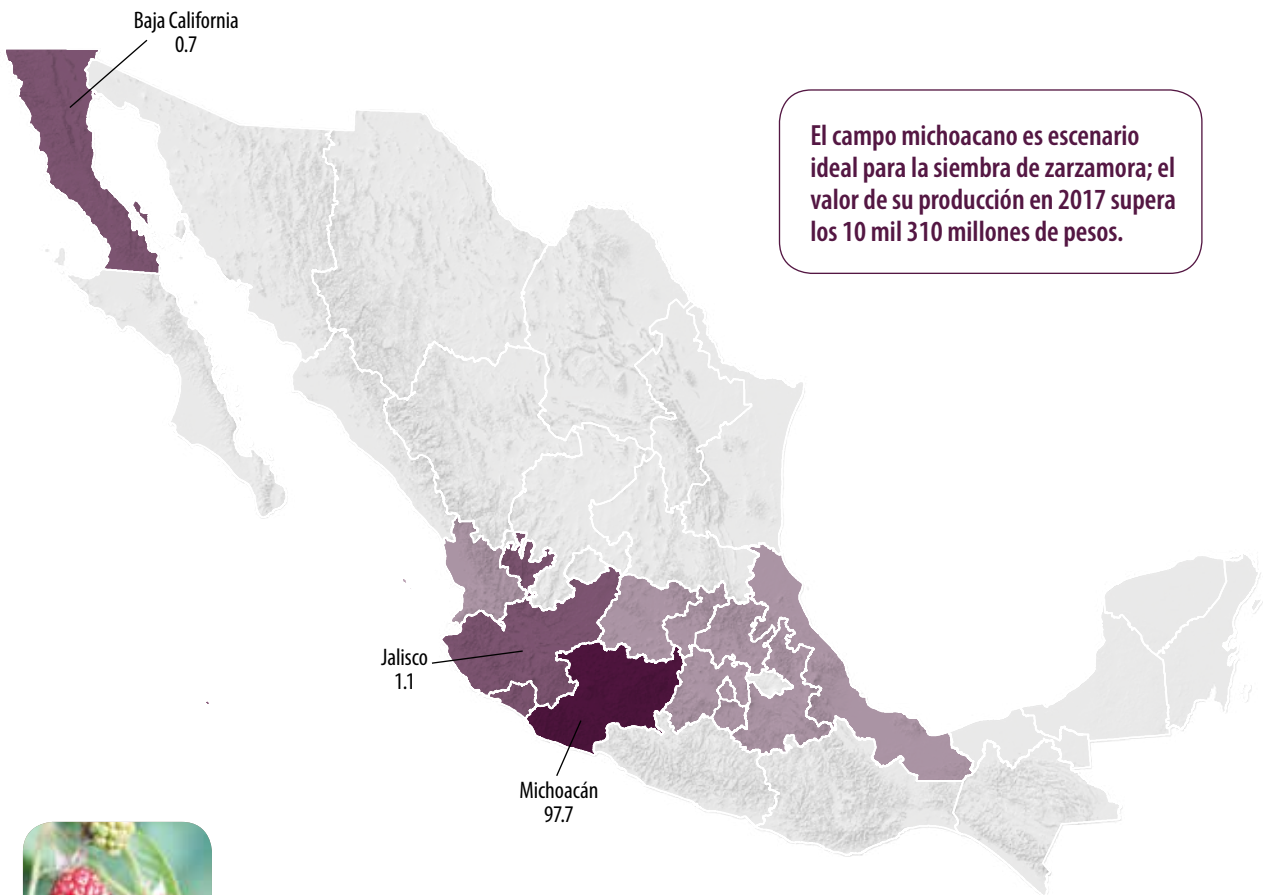 Baja California
0.7
El campo michoacano es escenario
ideal para la siembra de zarzamora; el
valor de su producción en 2017 supera
los 10 mil 310 millones de pesos.
Jalisco
1.1
Michoacán
97.7